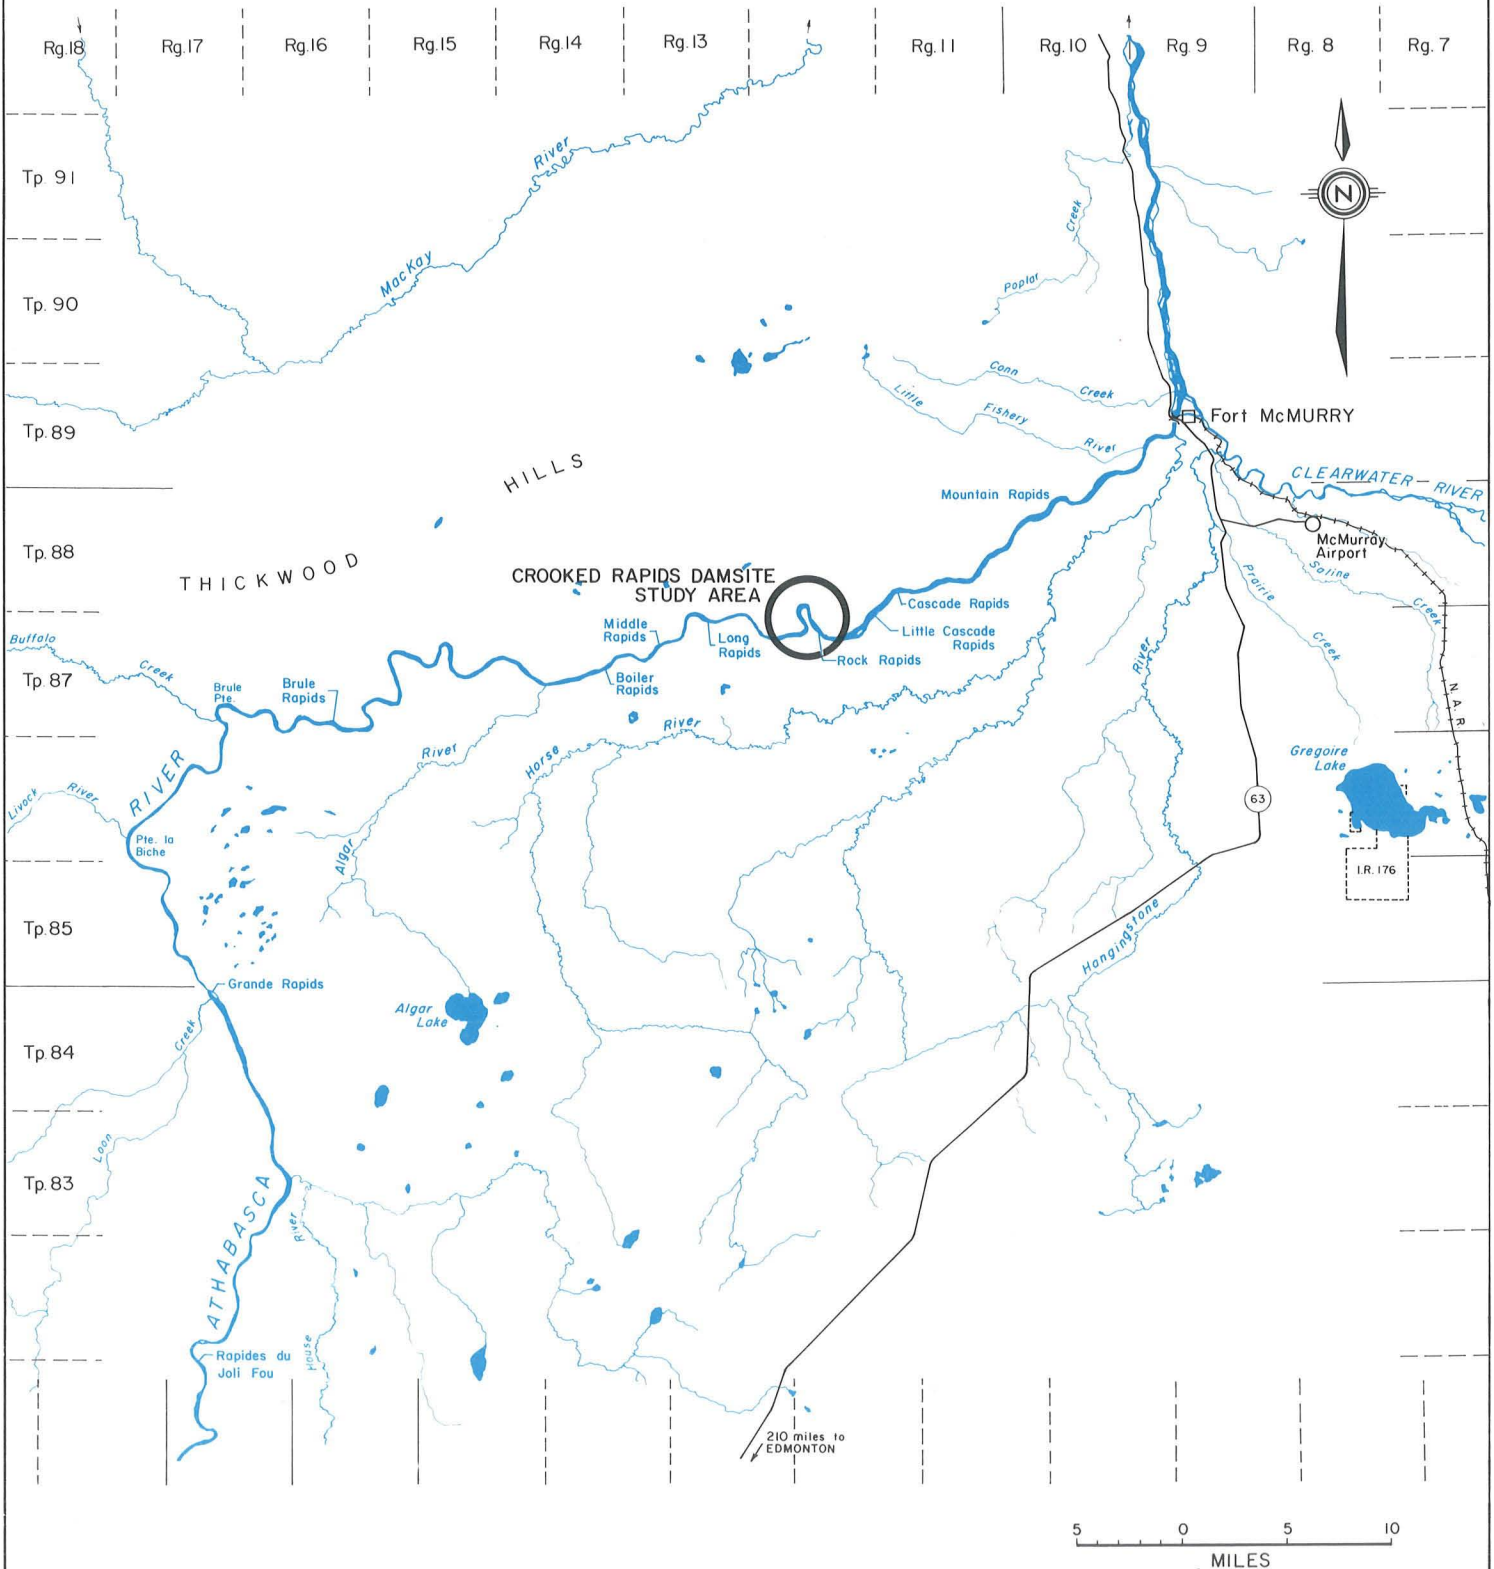 Rg.18 Rg.17 Rg.16 Rg.15 Rg.14 Rg.13 Rg.11 Rg.10 Rg. 9 Rg. 8 Rg. 7
Tp. 91
River
N
Creek
MacKay
Poplar
Tp. 90
Conn
Creek
Little
Fishery
River
Fort McMURRY
Tp. 89
HILLS
CLEARWATER RIVER
Mountain Rapids
McMurray
Airport
Tp. 88
THICKWOOD
CROOKED RAPIDS DAMSITE
STUDY AREA
Saline
Creek
Prairie
Creek
Cascade Rapids
Little Cascade
Rapids
Middle
Rapids
Long
Rapids
Rock Rapids
Buffalo
Creek
Tp. 87
Brule
Pte.
Brule
Rapids
Boiler
Rapids
River
N. A. R.
River
Horse
River
Gregoire
Lake
RIVER
Livock
River
63
Pte. la
Biche
Algar
I.R. 176
Tp. 85
Hangingstone
Grande Rapids
Algar
Lake
Creek
Tp. 84
Loon
Tp. 83
ATHABASCA
River
House
Rapides du
Joli Fou
210 miles to
EDMONTON
5 0 5 10
MILES